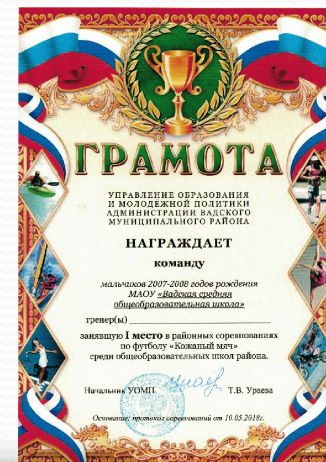 ГРАМОТА
УПРАВЛЕНИЕ ОБРАЗОВАНИЯ
И МОЛОДЕЖНОЙ ПОЛИТИКИ
АДМИНИСТРАЦИИ ВАДСКОГО
МУНИЦИПАЛЬНОГО РАЙОНА
НАГРАЖДАЕТ
команду
мальчиков 2007-2008 годов рождения
МАОУ «Вадская средняя
общеобразовательная школа»
тренер(ы)
занявшую I место в районных соревнованиях
по футболу «Кожаный мяч»
среди общеобразовательных школ района.
Начальник УОМП Т.В. Ураева
Основание: протокол соревнований от 10.05.2018г.